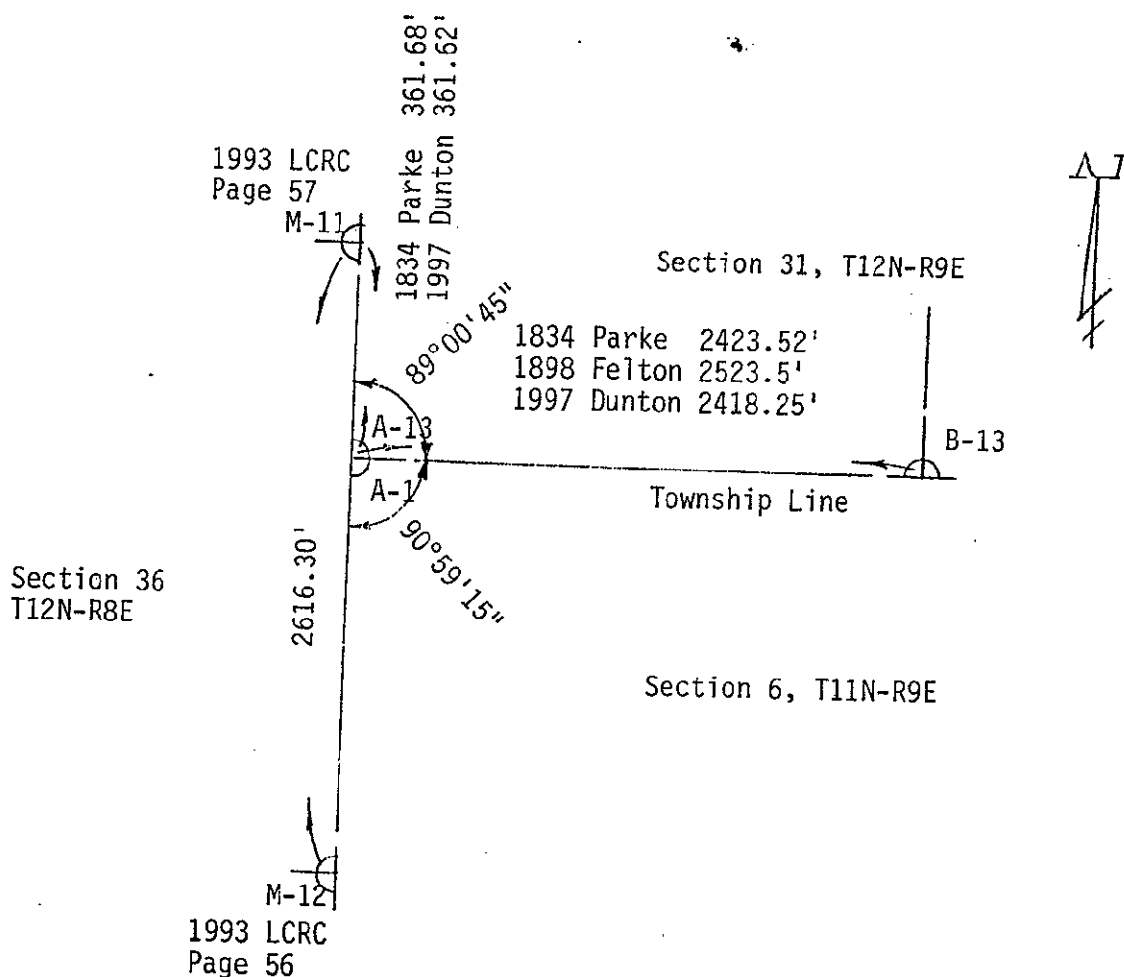 1834 Parke 361.68'
1997 Dunton 361.62'
1993 LCRC
Page 57
M-11
N
Section 31, T12N-R9E
89°00'45"
1834 Parke 2423.52'
1898 Felton 2523.5'
1997 Dunton 2418.25'
A-13
B-13
A-1
Township Line
90°59'15"
2616.30'
Section 36
T12N-R8E
Section 6, T11N-R9E
M-12
1993 LCRC
Page 56